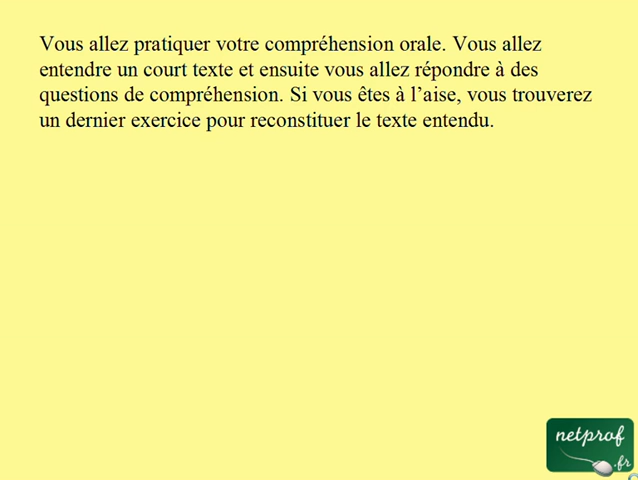 Vous allez pratiquer votre compréhension orale. Vous allez
entendre un court texte et ensuite vous allez répondre à des
questions de compréhension. Si vous êtes à l’aise, vous trouverez
un dernier exercice pour reconstituer le texte entendu.
netprof
.fr